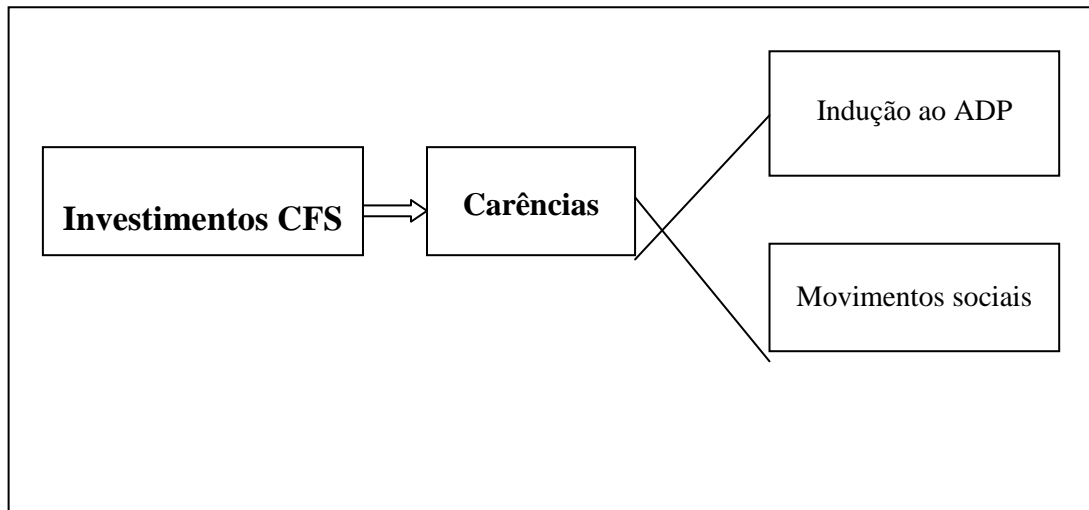 Investimentos CFS
Carências
Indução ao ADP
Movimentos sociais